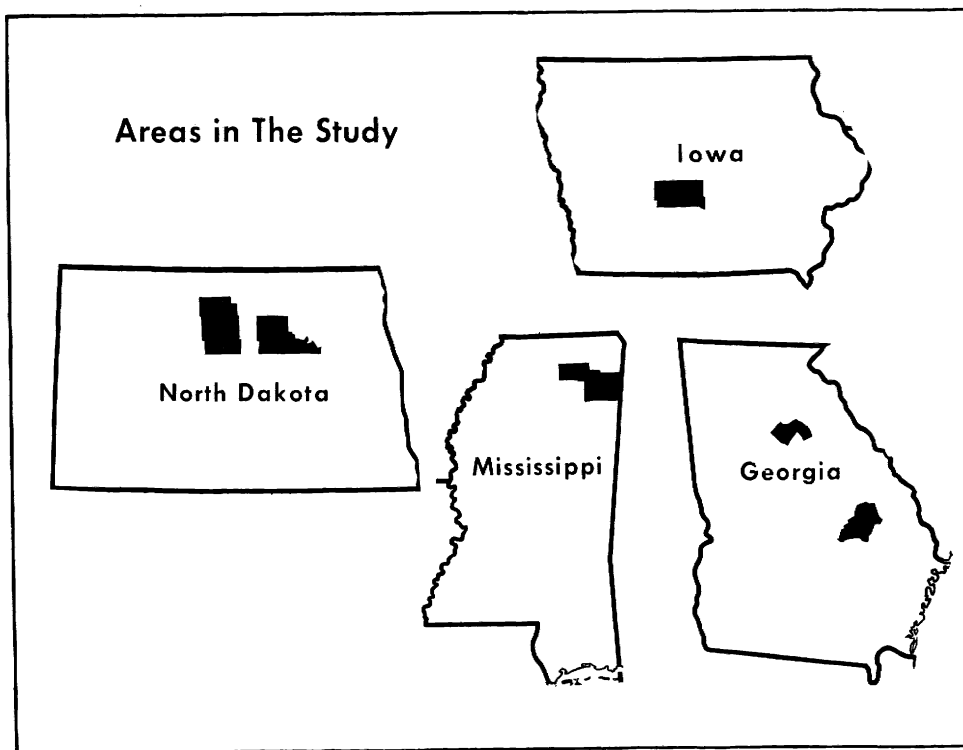 Areas in The Study
Iowa
North Dakota
Mississippi
Georgia